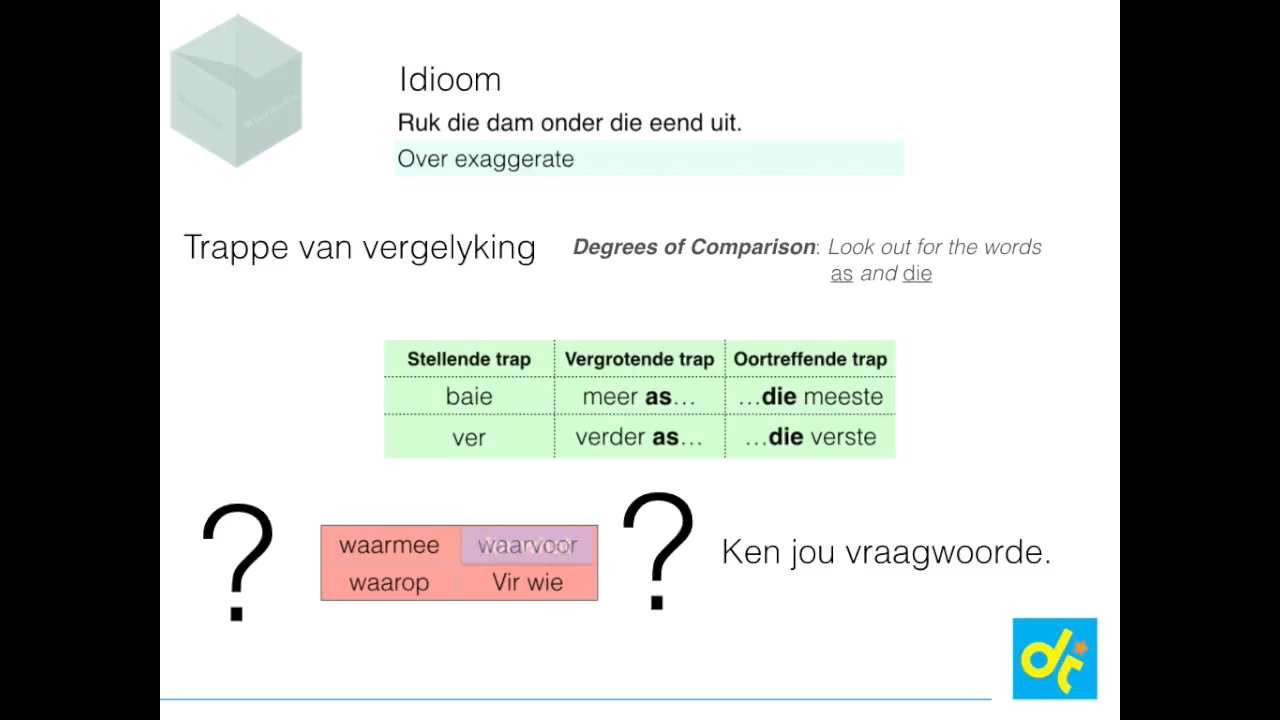 Idioom
Ruk die dam onder die eend uit.
Over exaggerate
Trappe van vergelyking
Degrees of Comparison: Look out for the words
as and die
Stellende trap Vergrotende trap Oortreffende trap
baie meer as… …die meeste
ver verder as… …die verste
? waarmee waarvoor ? Ken jou vraagwoorde.
waarop Vir wie
dt